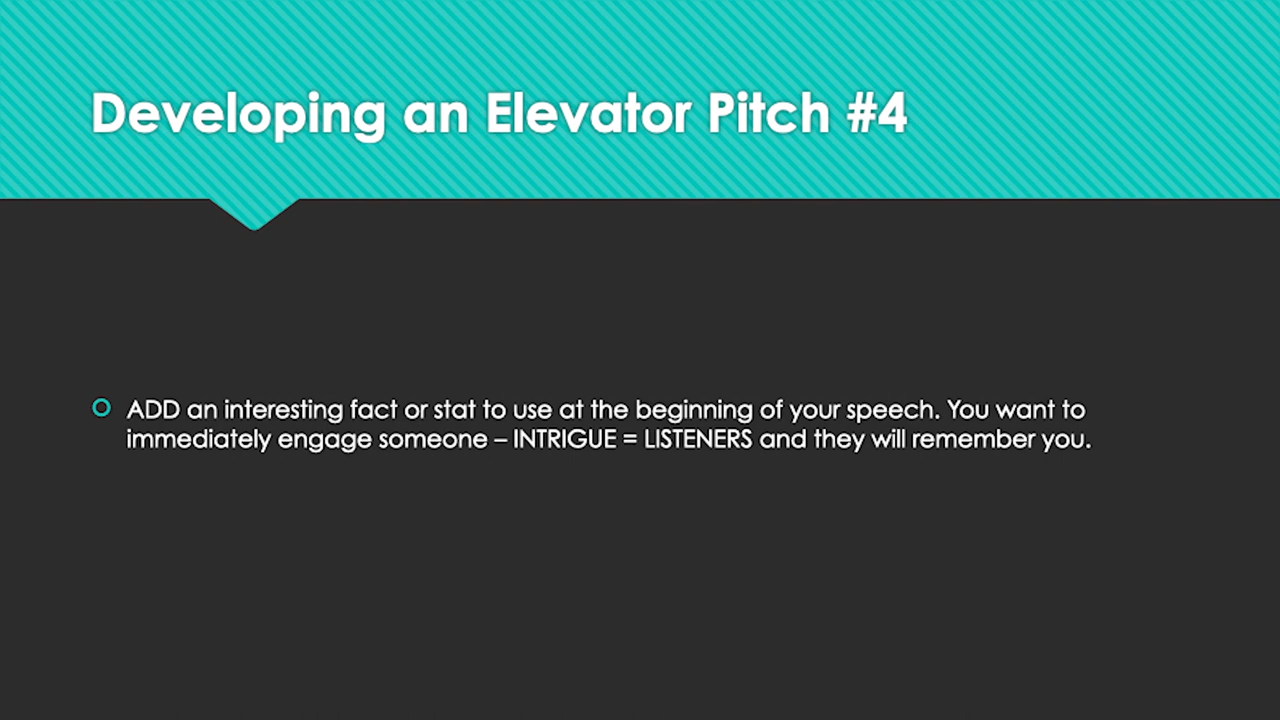 Developing an Elevator Pitch #4
ADD an interesting fact or stat to use at the beginning of your speech. You want to
immediately engage someone – INTRIGUE = LISTENERS and they will remember you.